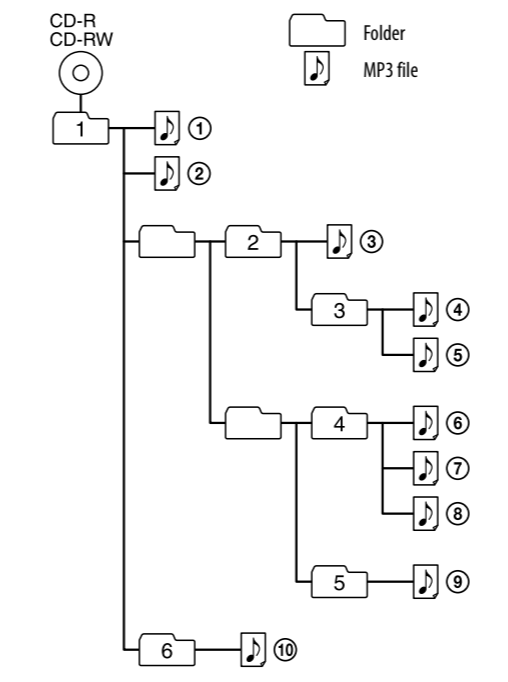 CD-R
CD-RW
Folder
MP3 file
1 ①
②
2 ③
3 ④
⑤
4 ⑥
⑦
⑧
5 ⑨
6 ⑩